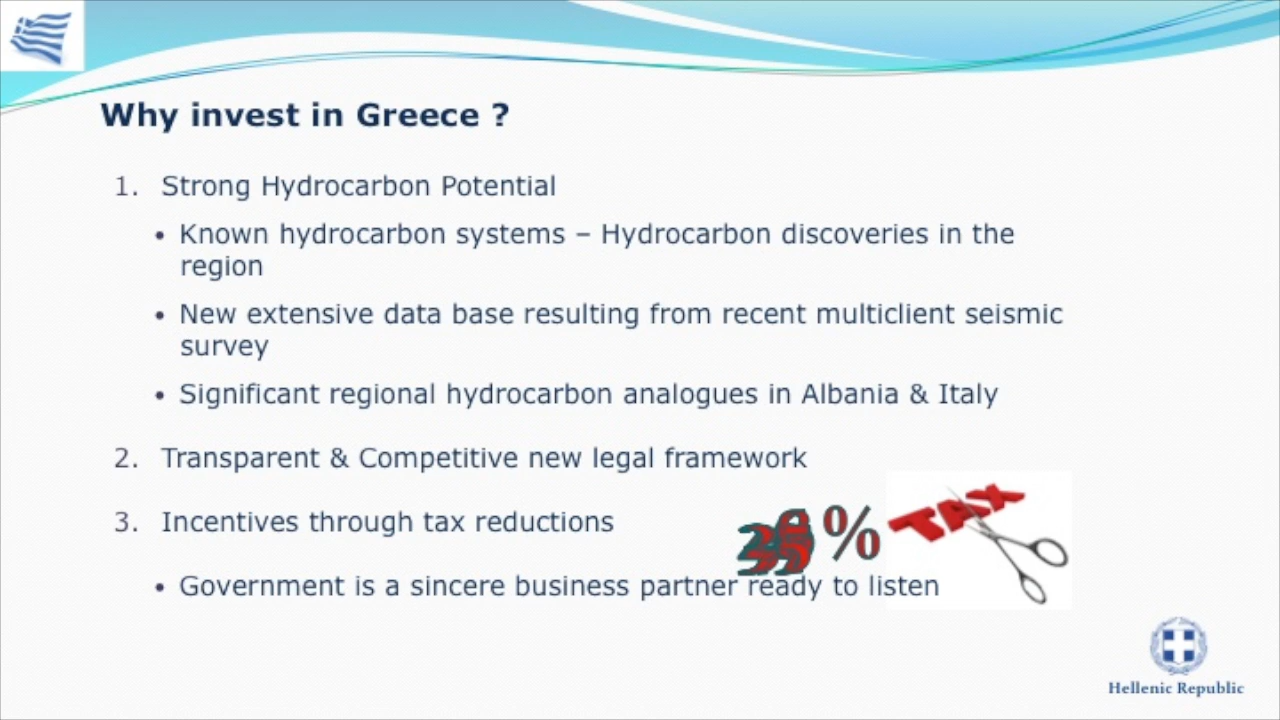 Why invest in Greece ?
1. Strong Hydrocarbon Potential
• Known hydrocarbon systems – Hydrocarbon discoveries in the
region
• New extensive data base resulting from recent multiclient seismic
survey
• Significant regional hydrocarbon analogues in Albania & Italy
2. Transparent & Competitive new legal framework
3. Incentives through tax reductions
%
TAX
• Government is a sincere business partner ready to listen
Hellenic Republic